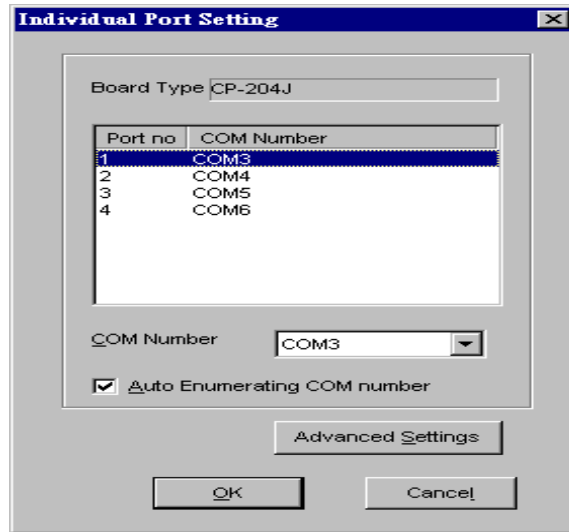 Individual Port Setting
Board Type CP-204J
Port no COM Number
1 COM3
2 COM4
3 COM5
4 COM6
COM Number COM3
Auto Enumerating COM number
Advanced Settings
OK Cancel